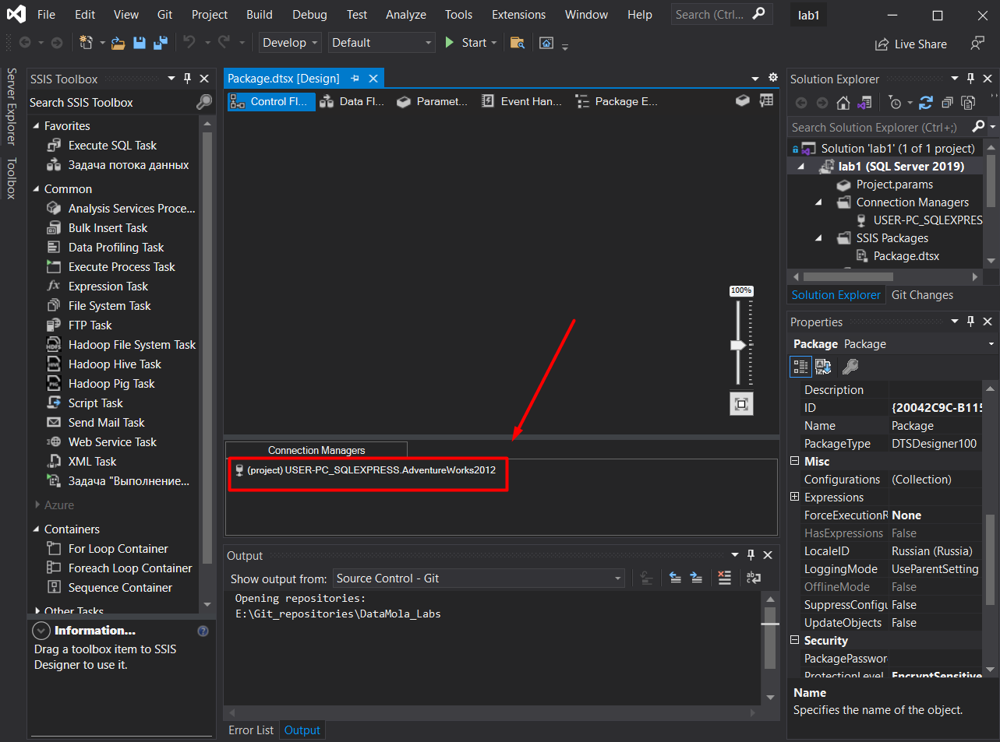 File Edit View Git Project Build Debug Test Analyze Tools Extensions Window Help Search (Ctrl... lab1
Develop Default Start Live Share
Server Explorer
Toolbox
SSIS Toolbox
Search SSIS Toolbox
Favorites
Execute SQL Task
Задача потока данных
Common
Analysis Services Proce...
Bulk Insert Task
Data Profiling Task
Execute Process Task
Expression Task
File System Task
FTP Task
Hadoop File System Task
Hadoop Hive Task
Hadoop Pig Task
Script Task
Send Mail Task
Web Service Task
XML Task
Задача "Выполнение...
Azure
Containers
For Loop Container
Foreach Loop Container
Sequence Container
Other Tasks
Information...
Drag a toolbox item to SSIS
Designer to use it.
Package.dtsx [Design]
Control Fl... Data Fl... Paramet... Event Han... Package E...
100%
Connection Managers
(project) USER-PC_SQLEXPRESS.AdventureWorks2012
Output
Show output from: Source Control - Git
Opening repositories:
E:\Git_repositories\DataMola_Labs
Error List Output
Solution Explorer
Search Solution Explorer (Ctrl+;)
Solution 'lab1' (1 of 1 project)
lab1 (SQL Server 2019)
Project.params
Connection Managers
USER-PC_SQLEXPRES
SSIS Packages
Package.dtsx
Solution Explorer Git Changes
Properties
Package Package
Description
ID {20042C9C-B115
Name Package
PackageType DTSDesigner100
Misc
Configurations (Collection)
Expressions
ForceExecutionR None
HasExpressions False
LocaleID Russian (Russia)
LoggingMode UseParentSetting
OfflineMode False
SuppressConfigu False
UpdateObjects False
Security
PackagePasswor
ProtectionLevel EncryptSensitive
Name
Specifies the name of the object.